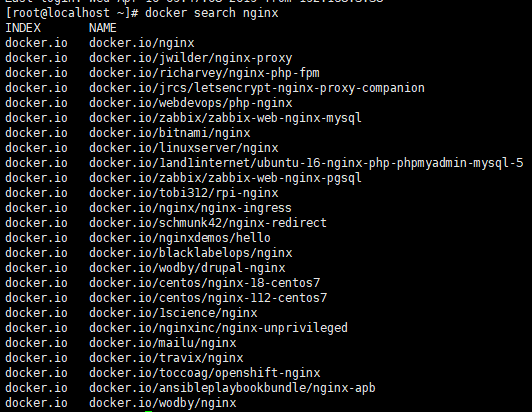 [root@localhost ~]# docker search nginx
INDEX NAME
docker.io docker.io/nginx
docker.io docker.io/jwilder/nginx-proxy
docker.io docker.io/richarvey/nginx-php-fpm
docker.io docker.io/jrcs/letsencrypt-nginx-proxy-companion
docker.io docker.io/webdevops/php-nginx
docker.io docker.io/zabbix/zabbix-web-nginx-mysql
docker.io docker.io/bitnami/nginx
docker.io docker.io/linuxserver/nginx
docker.io docker.io/1and1internet/ubuntu-16-nginx-php-phpmyadmin-mysql-5
docker.io docker.io/zabbix/zabbix-web-nginx-pgsql
docker.io docker.io/tobi312/rpi-nginx
docker.io docker.io/nginx/nginx-ingress
docker.io docker.io/schmunk42/nginx-redirect
docker.io docker.io/nginxdemos/hello
docker.io docker.io/blacklabelops/nginx
docker.io docker.io/wodby/drupal-nginx
docker.io docker.io/centos/nginx-18-centos7
docker.io docker.io/centos/nginx-112-centos7
docker.io docker.io/1science/nginx
docker.io docker.io/nginxinc/nginx-unprivileged
docker.io docker.io/mailu/nginx
docker.io docker.io/travix/nginx
docker.io docker.io/toccoag/openshift-nginx
docker.io docker.io/ansibleplaybookbundle/nginx-apb
docker.io docker.io/wodby/nginx